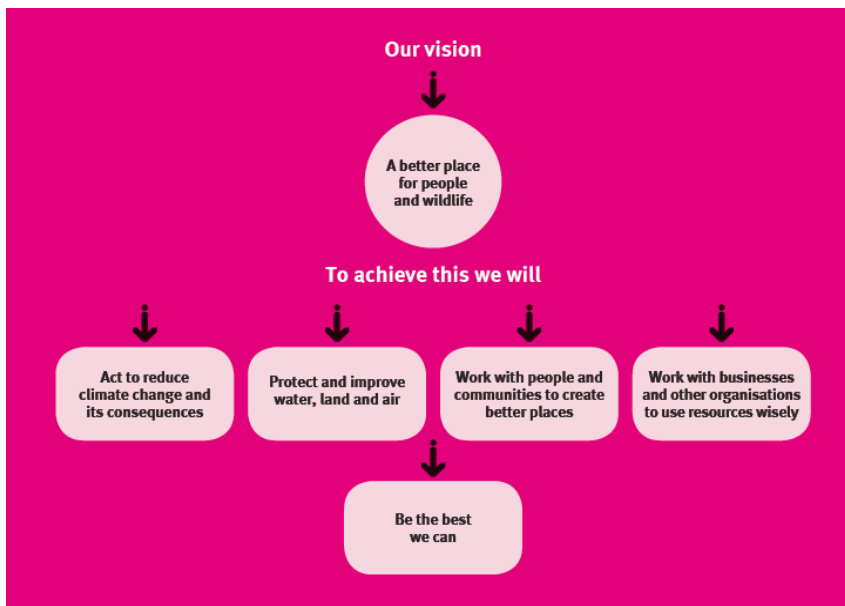 Our vision
A better place
for people
and wildlife
To achieve this we will
Act to reduce
climate change and
its consequences
Protect and improve
water, land and air
Work with people and
communities to create
better places
Work with businesses
and other organisations
to use resources wisely
Be the best
we can